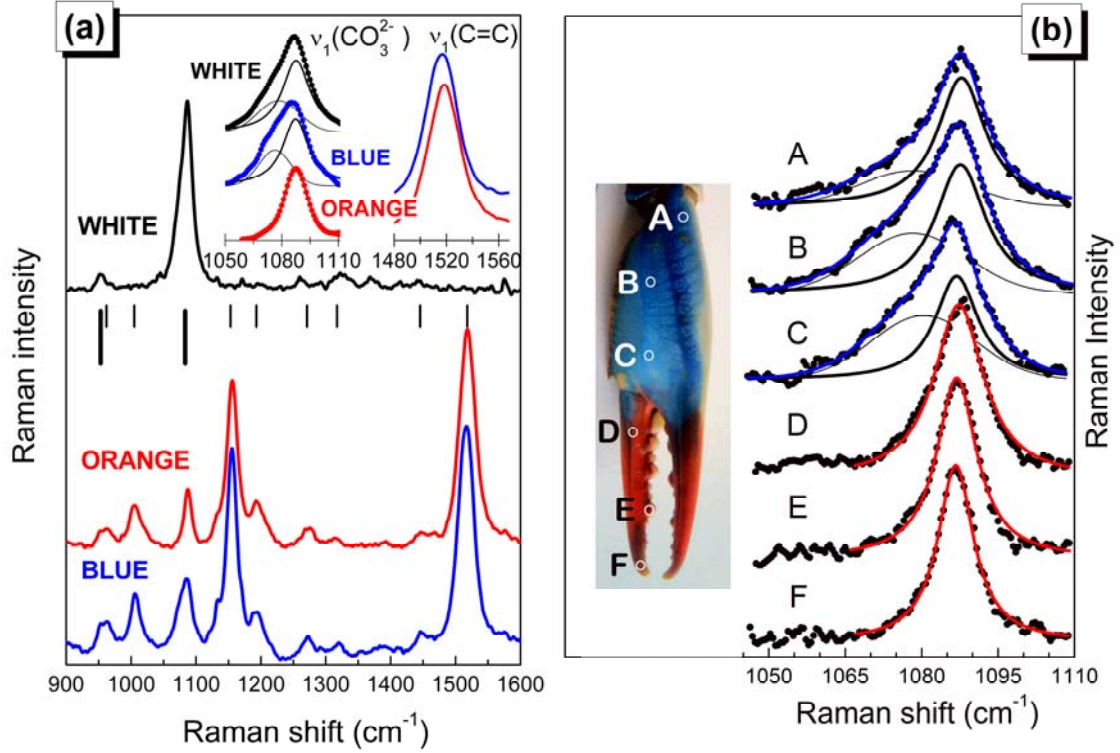 (a)
ν₁(CO₃²⁻) ν₁(C=C)
WHITE
BLUE
ORANGE
1050 1080 1110 1480 1520 1560
WHITE
ORANGE
BLUE
Raman intensity
900 1000 1100 1200 1300 1400 1500 1600
Raman shift (cm⁻¹)
(b)
A
B
C
D
E
F
A
B
C
D
E
F
Raman Intensity
1050 1065 1080 1095 1110
Raman shift (cm⁻¹)